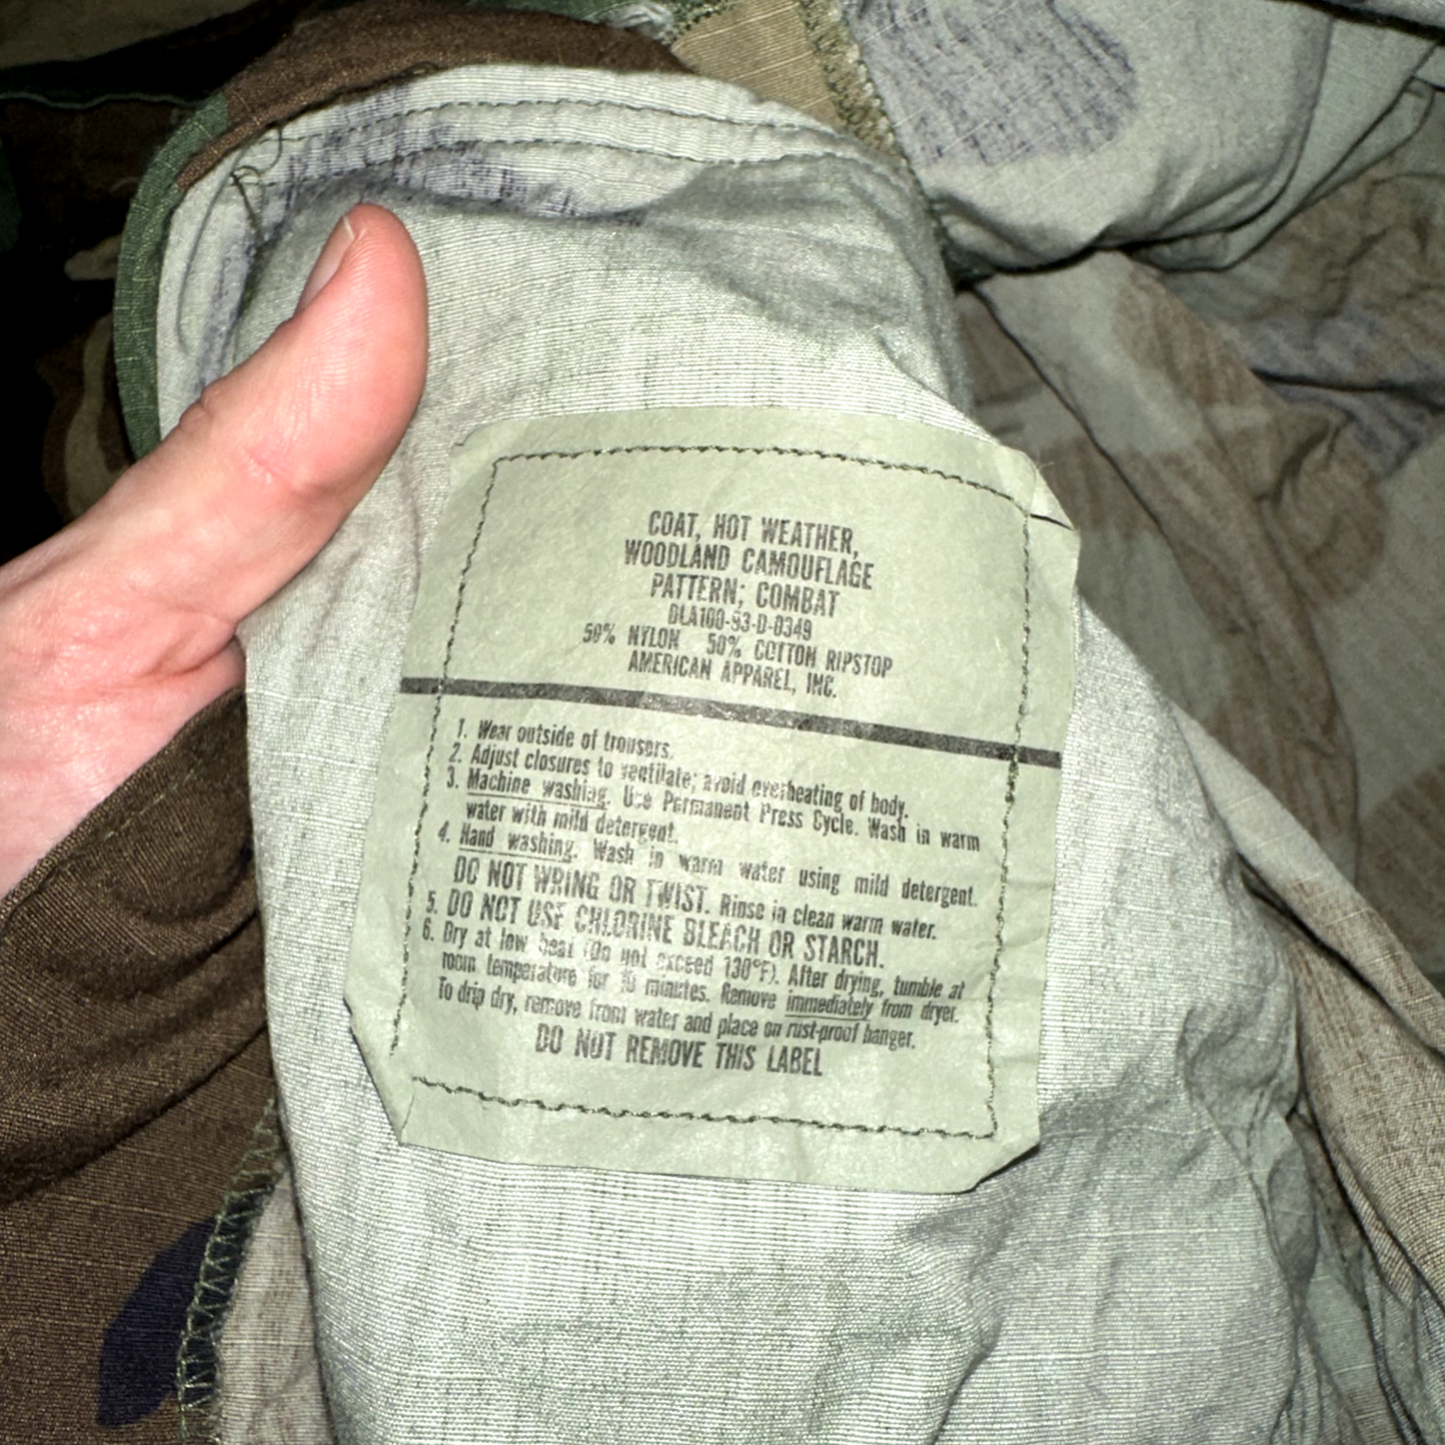 COAT, HOT WEATHER,
WOODLAND CAMOUFLAGE
PATTERN; COMBAT
DLA100-93-D-0349
50% NYLON 50% COTTON RIPSTOP
AMERICAN APPAREL, INC.
1. Wear outside of trousers.
2. Adjust closures to ventilate; avoid overheating of body.
3. Machine washing. Use Permanent Press Cycle. Wash in warm
water with mild detergent.
4. Hand washing. Wash in warm water using mild detergent.
DO NOT WRING OR TWIST. Rinse in clean warm water.
5. DO NOT USE CHLORINE BLEACH OR STARCH.
6. Dry at low heat (Do not exceed 130°F). After drying, tumble at
room temperature for 10 minutes. Remove immediately from dryer.
To drip dry, remove from water and place on rust-proof hanger.
DO NOT REMOVE THIS LABEL